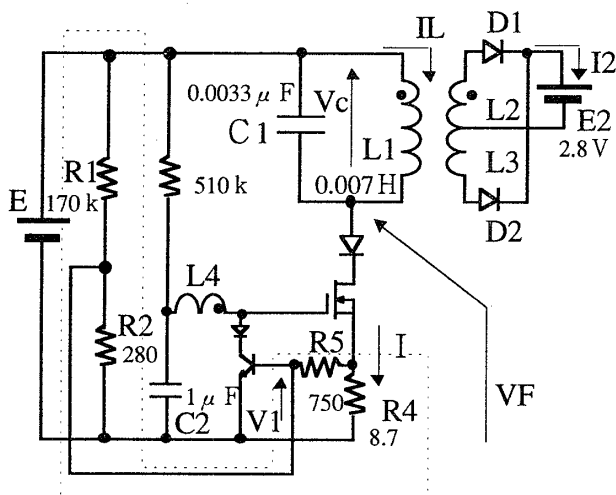 IL
D1
I2
0.0033 μ F
Vc
C1
L1
L2
E2
2.8 V
R1
510 k
L3
E
170 k
0.007 H
D2
L4
R2
280
R5
I
1 μ F
V1
750
R4
VF
C2
8.7